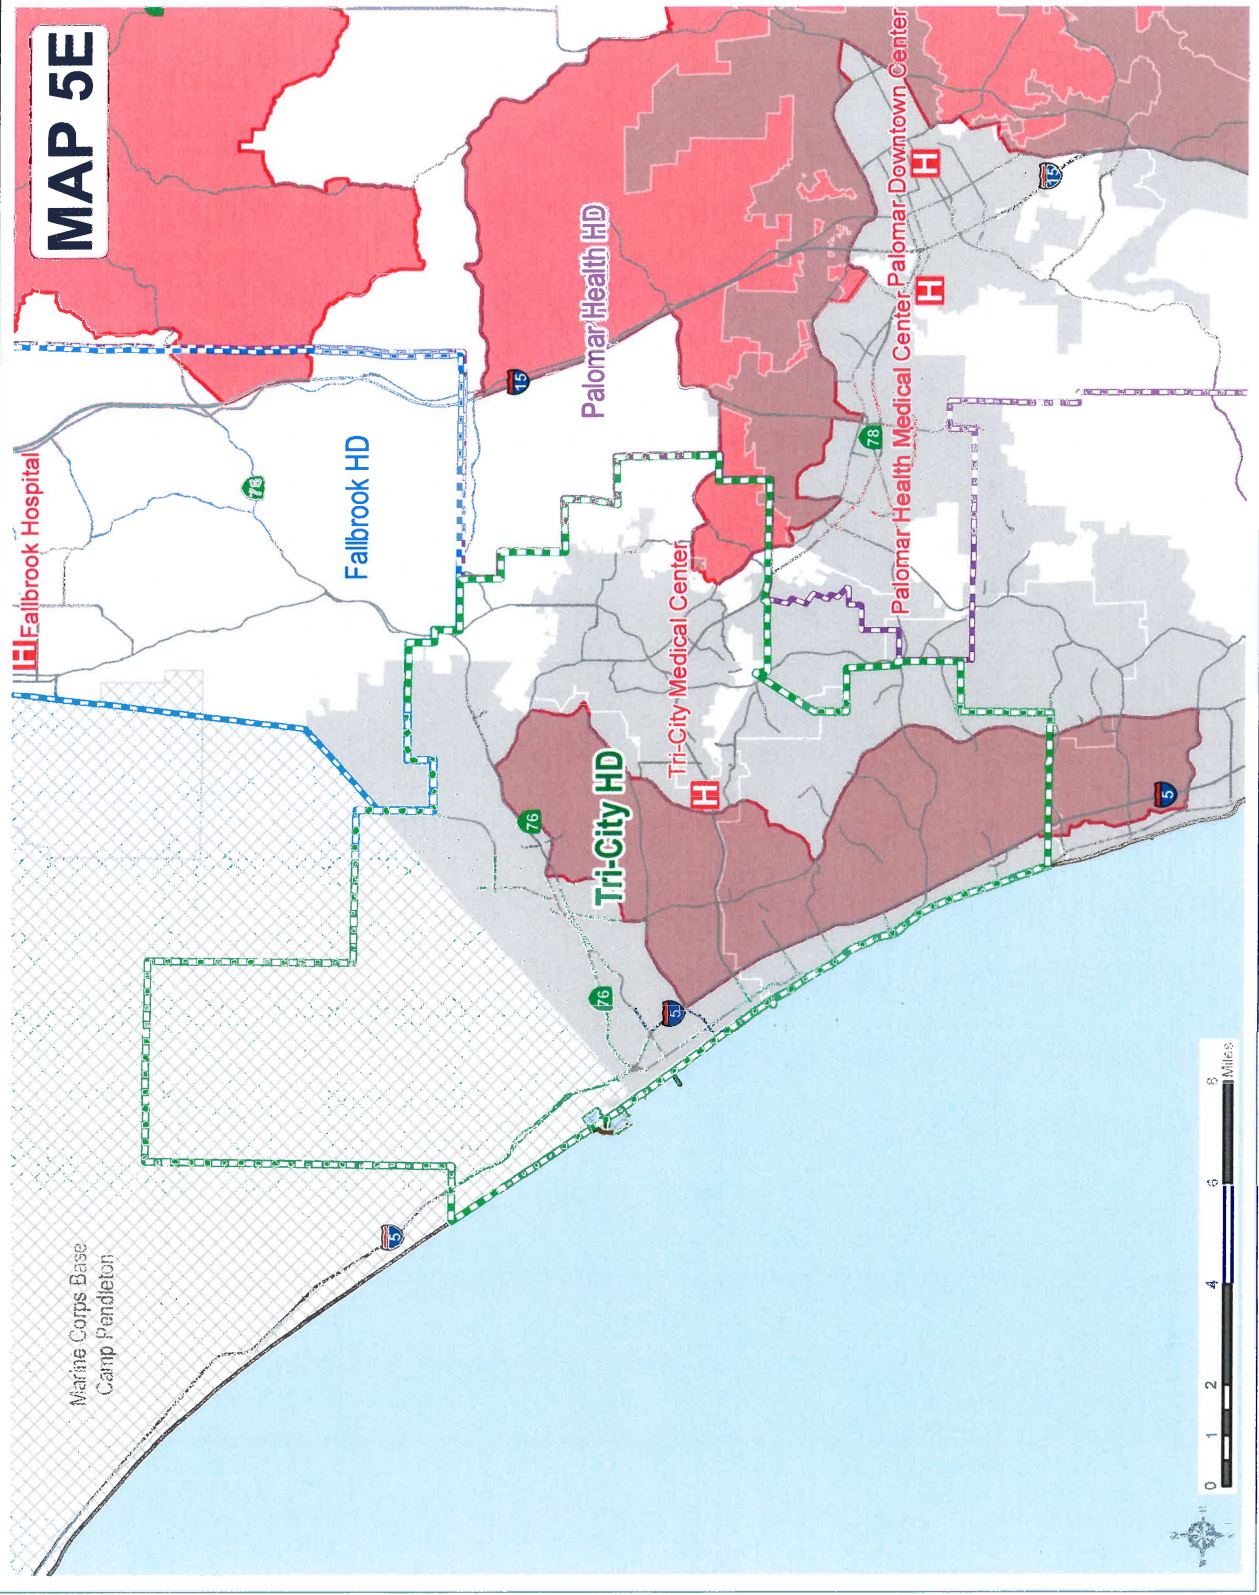 MAP 5E
Fallbrook Hospital
H
Fallbrook HD
76
15
Palomar Health HD
Palomar Downtown Center
H
15
Palomar Health Medical Center
H
78
Tri-City Medical Center
H
Tri-City HD
76
76
5
5
5
Marine Corps Base
Camp Pendleton
0 1 2 4 6 8
Miles